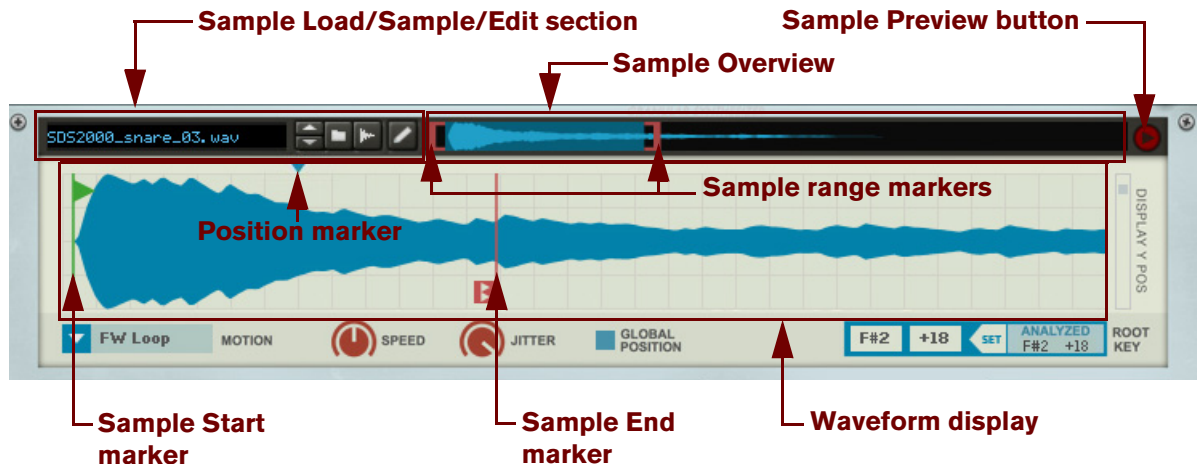 Sample Load/Sample/Edit section
Sample Preview button
Sample Overview
SDS2000_snare_03.wav
Sample range markers
Position marker
DISPLAY Y POS
FW Loop
MOTION
SPEED
JITTER
GLOBAL
POSITION
F#2
+18
SET
ANALYZED
F#2 +18
ROOT
KEY
Sample Start
marker
Sample End
marker
Waveform display